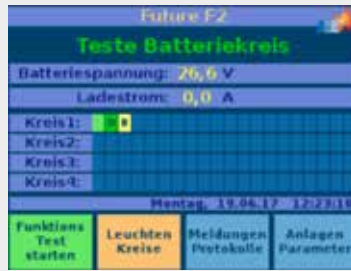 Future F2
Teste Batteriekreis
Batteriespannung: 26,6 V
Ladestrom: 0,0 A
Kreis1:
Kreis2:
Kreis3:
Kreis4:
Montag, 19.06.17 12:23:16
Funktions Test starten
Leuchten Kreise
Meldungen Protokolle
Anlagen Parameter